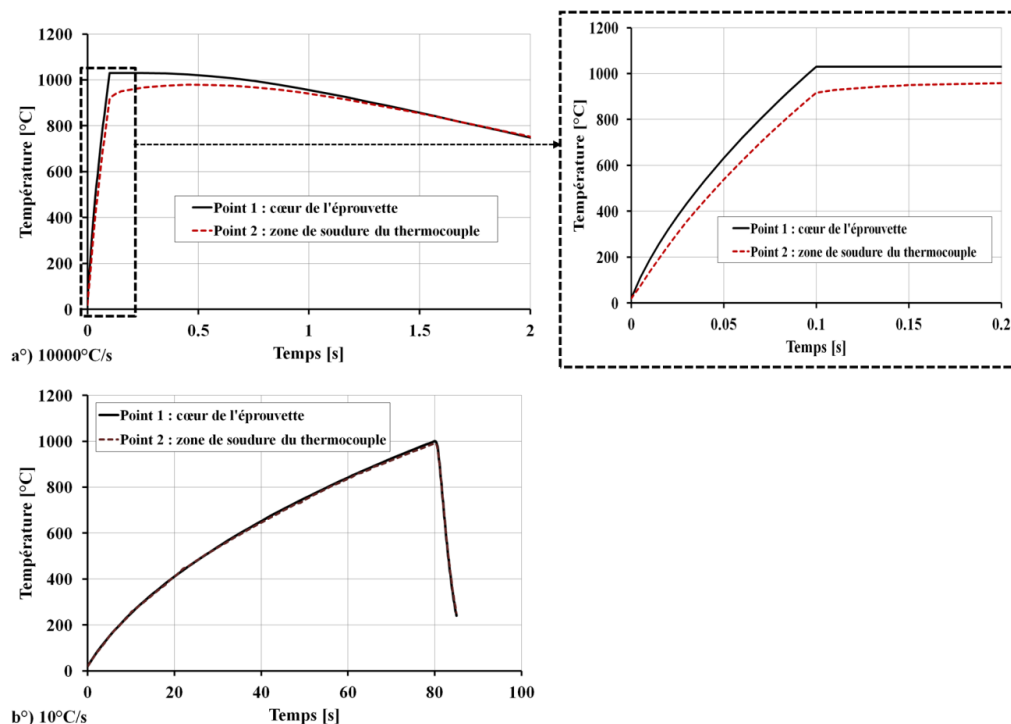 1200
1000
800
600
400
200
0
Température [°C]
Point 1 : cœur de l'éprouvette
Point 2 : zone de soudure du thermocouple
0
0.5
1
1.5
2
Temps [s]
a°) 10000°C/s
1200
1000
800
600
400
200
0
Température [°C]
Point 1 : cœur de l'éprouvette
Point 2 : zone de soudure du thermocouple
0
0.05
0.1
0.15
0.2
Temps [s]
1200
1000
800
600
400
200
0
Température [°C]
Point 1 : cœur de l'éprouvette
Point 2 : zone de soudure du thermocouple
0
20
40
60
80
100
Temps [s]
b°) 10°C/s